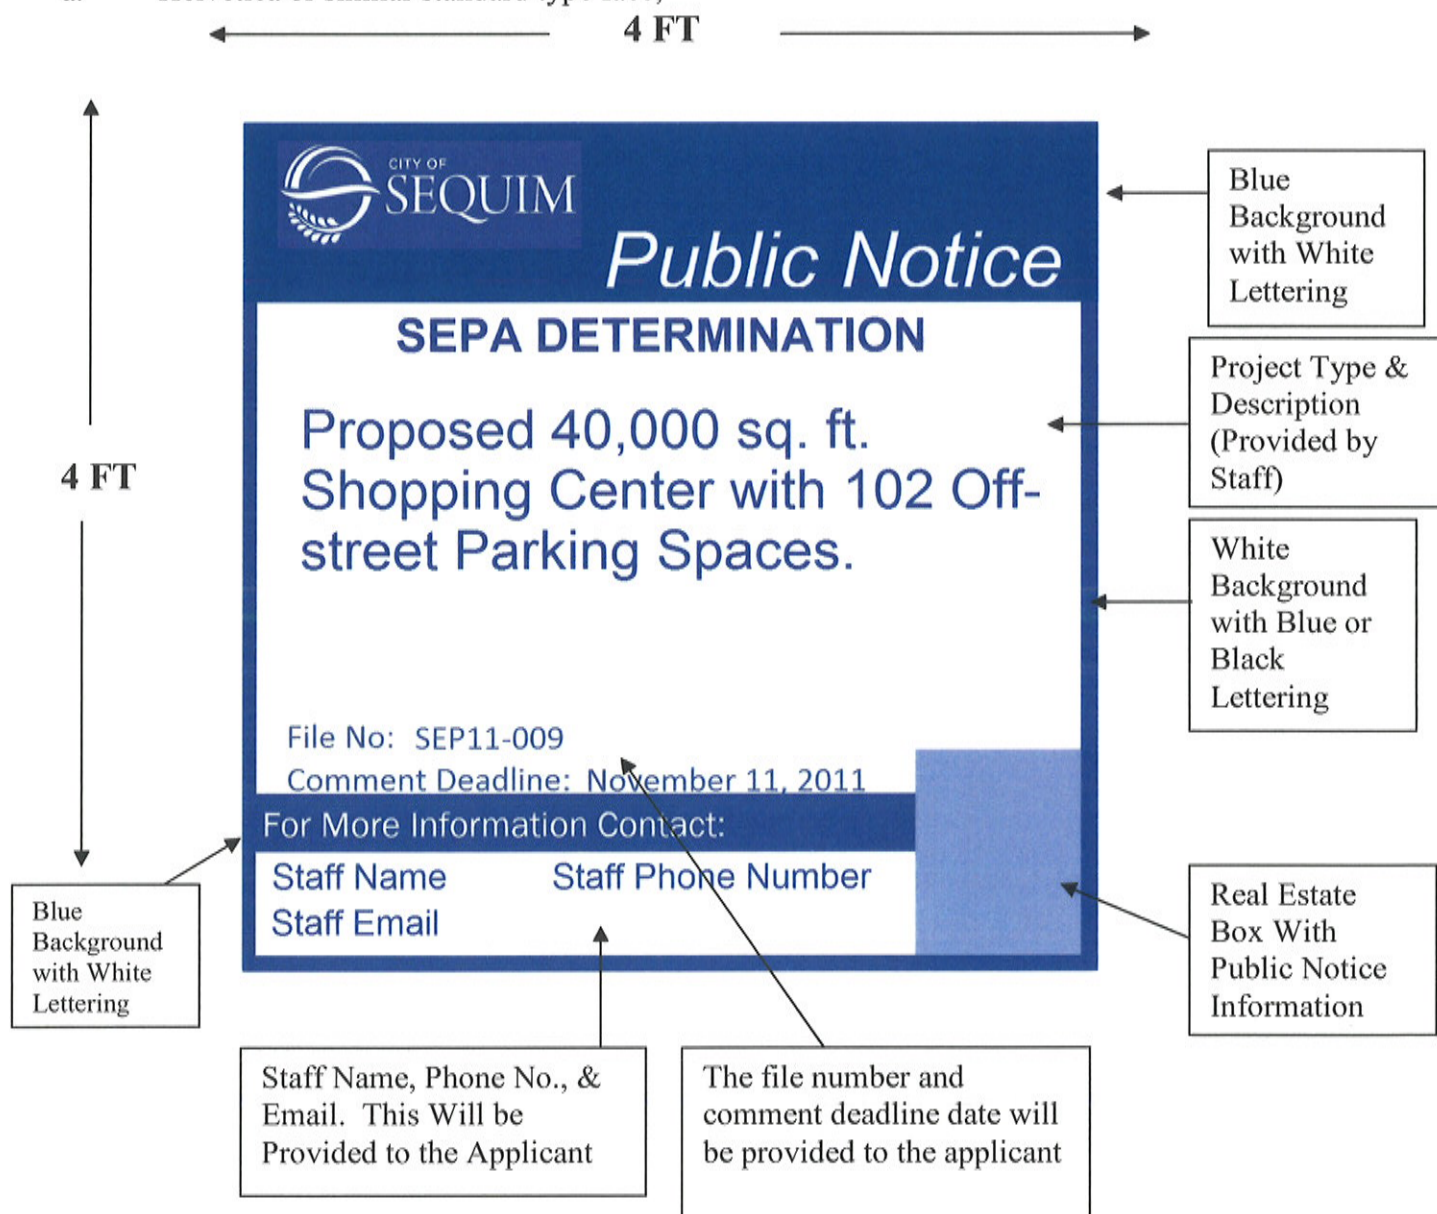 4 FT
4 FT
CITY OF
SEQUIM
Public Notice
SEPA DETERMINATION
Proposed 40,000 sq. ft.
Shopping Center with 102 Off-
street Parking Spaces.
File No: SEP11-009
Comment Deadline: November 11, 2011
For More Information Contact:
Staff Name Staff Phone Number
Staff Email
Blue
Background
with White
Lettering
Project Type &
Description
(Provided by
Staff)
White
Background
with Blue or
Black
Lettering
Real Estate
Box With
Public Notice
Information
Blue
Background
with White
Lettering
Staff Name, Phone No., &
Email. This Will be
Provided to the Applicant
The file number and
comment deadline date will
be provided to the applicant